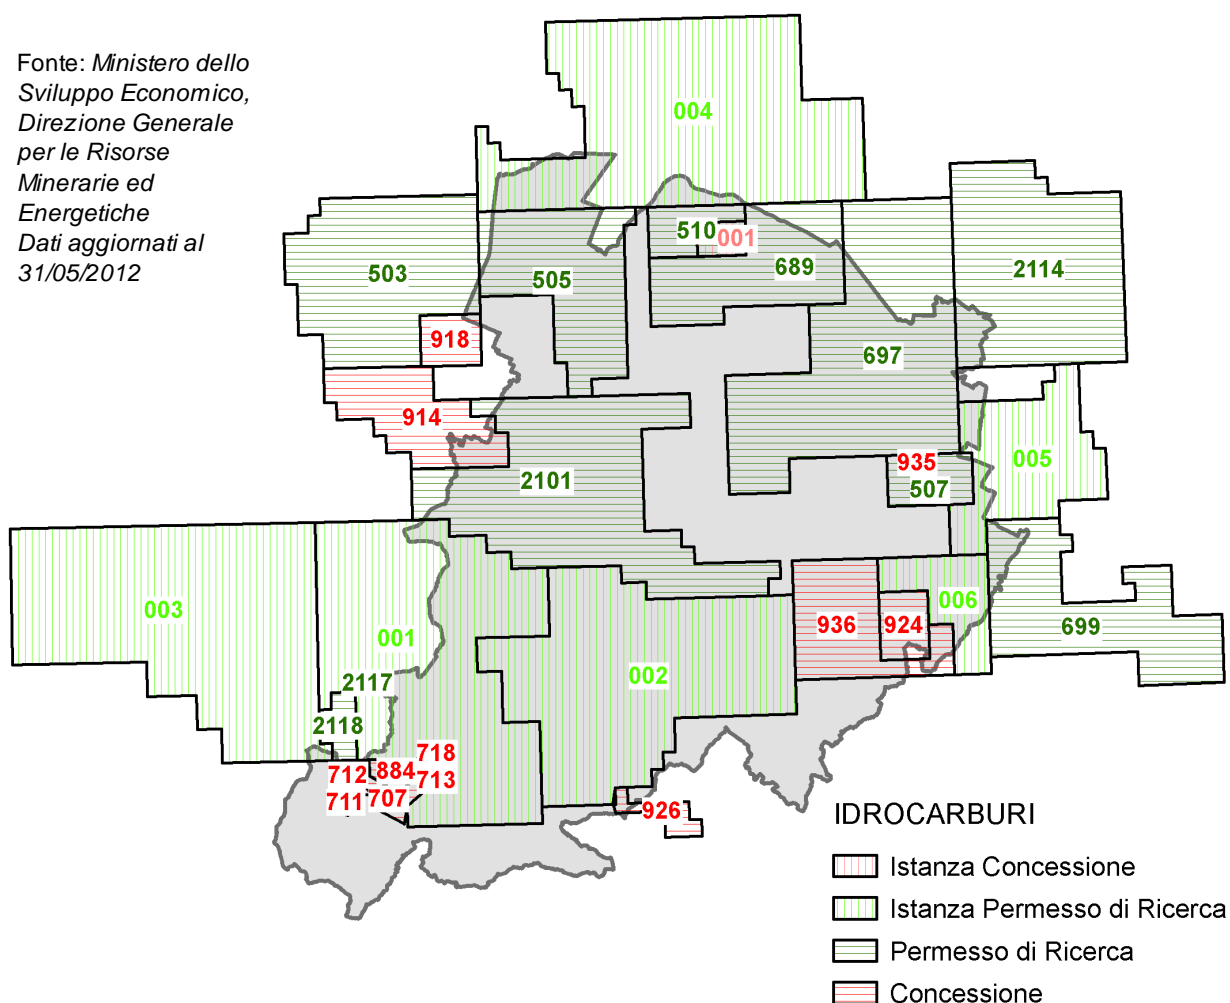 Fonte: Ministero dello
Sviluppo Economico,
Direzione Generale
per le Risorse
Minerarie ed
Energetiche
Dati aggiornati al
31/05/2012
004
510
001
503
505
689
2114
918
697
914
935
005
2101
507
003
001
006
936
924
699
002
2117
2118
718
712
884
713
711
707
926
IDROCARBURI
Istanza Concessione
Istanza Permesso di Ricerca
Permesso di Ricerca
Concessione